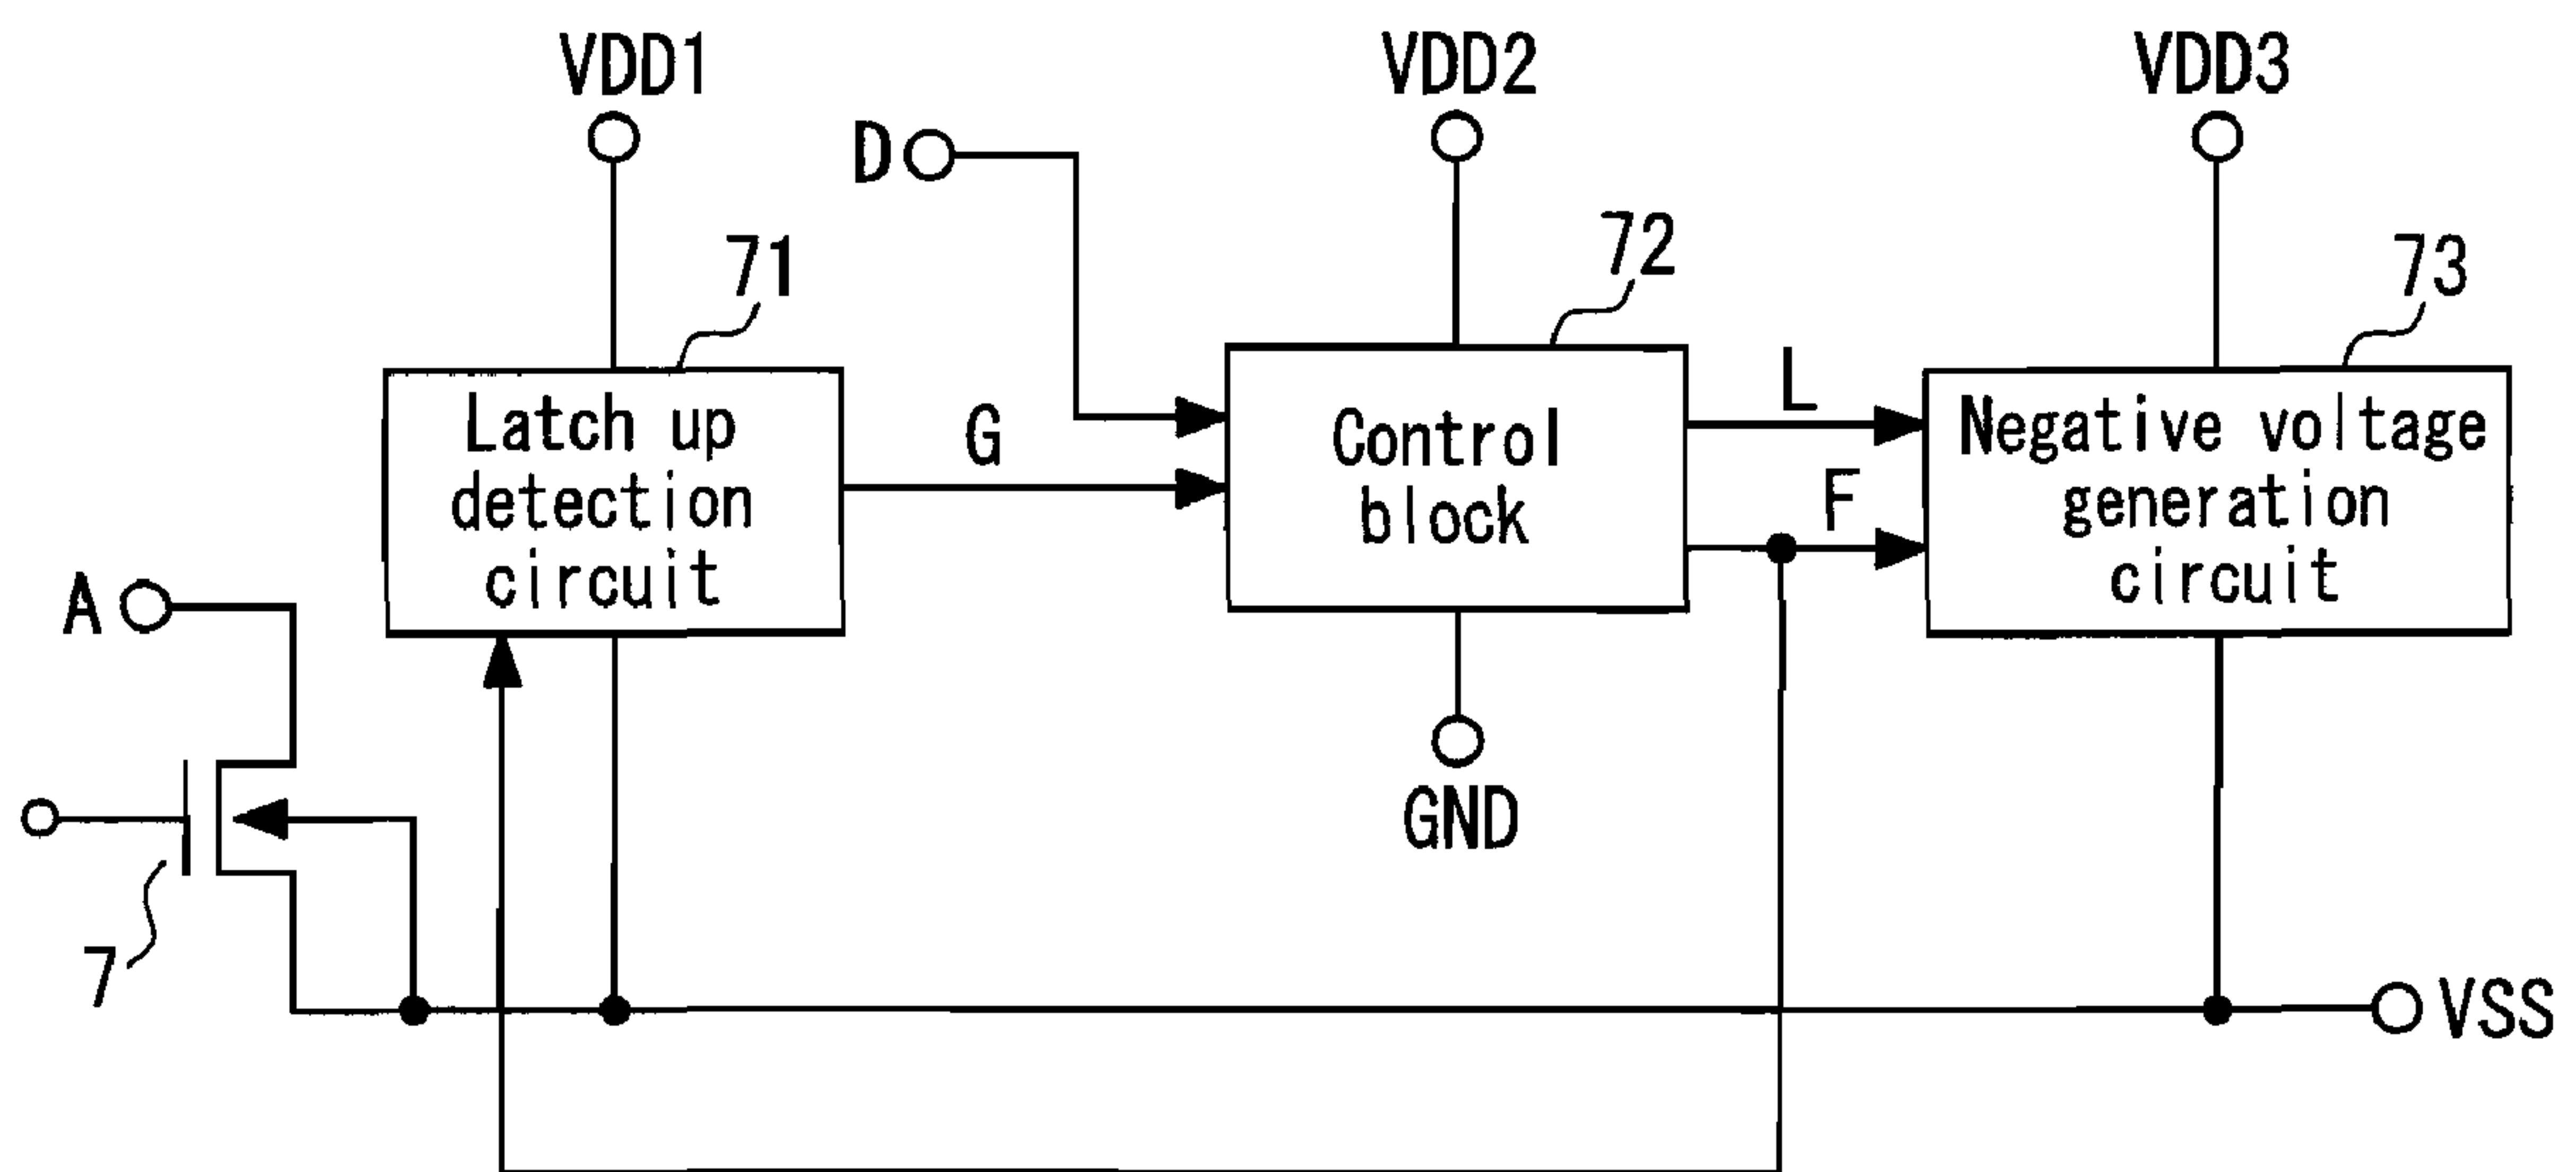 VDD1
VDD2
VDD3
D
71
72
73
Latch up
detection
circuit
G
Control
block
L
F
Negative voltage
generation
circuit
A
GND
7
VSS